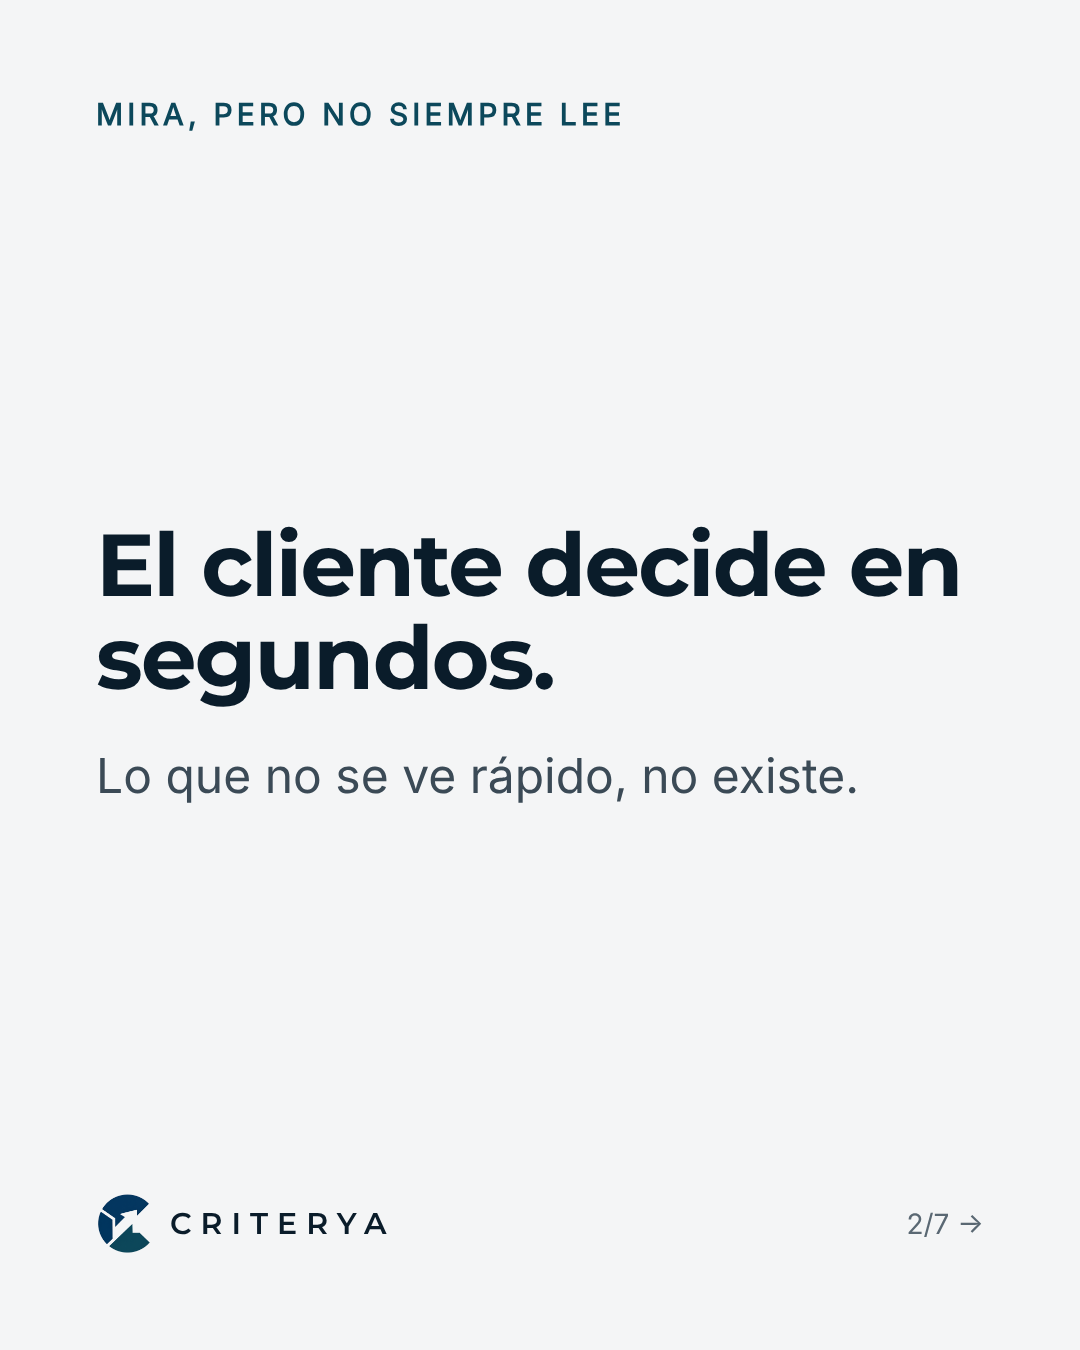 MIRA, PERO NO SIEMPRE LEE
El cliente decide en
segundos.
Lo que no se ve rápido, no existe.
CRITERYA
2/7 →